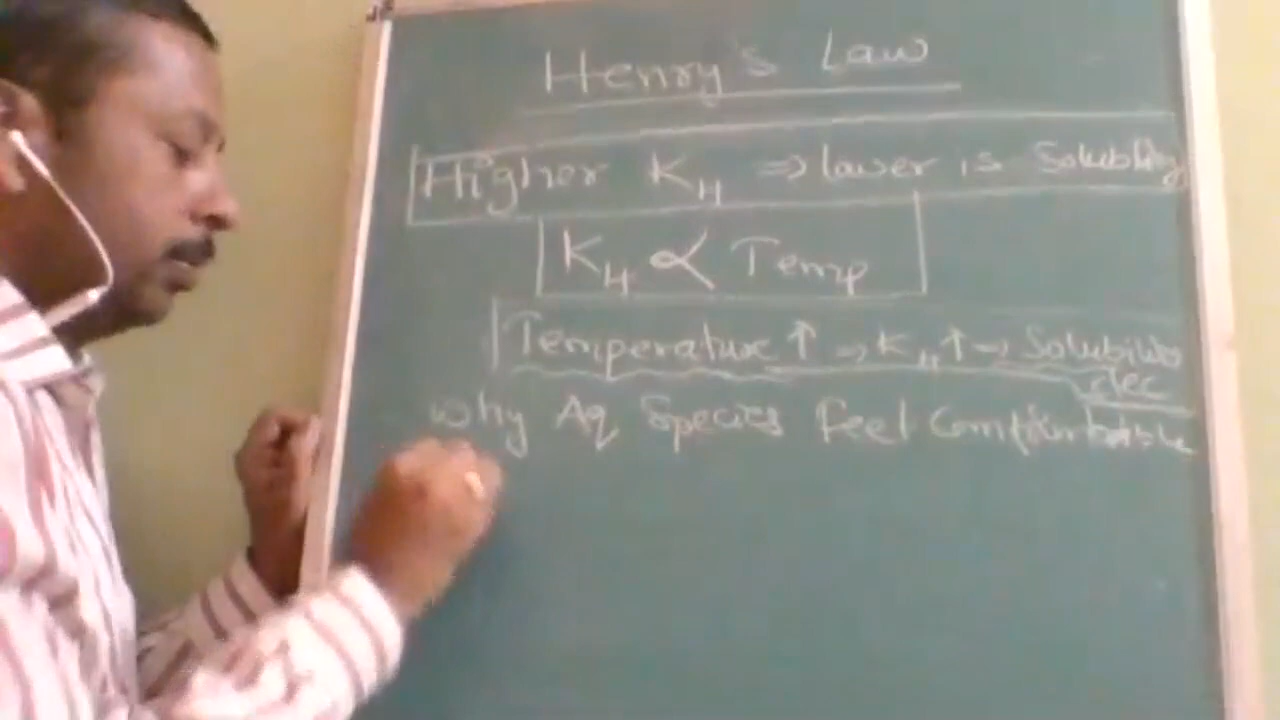 Henry's Law
Higher KH ⇒ lower is Solubility
KH ∝ Temp
Temperature ↑ ⇒ KH ↑ ⇒ Solubility
dec
why Aq Species feel Comfortable